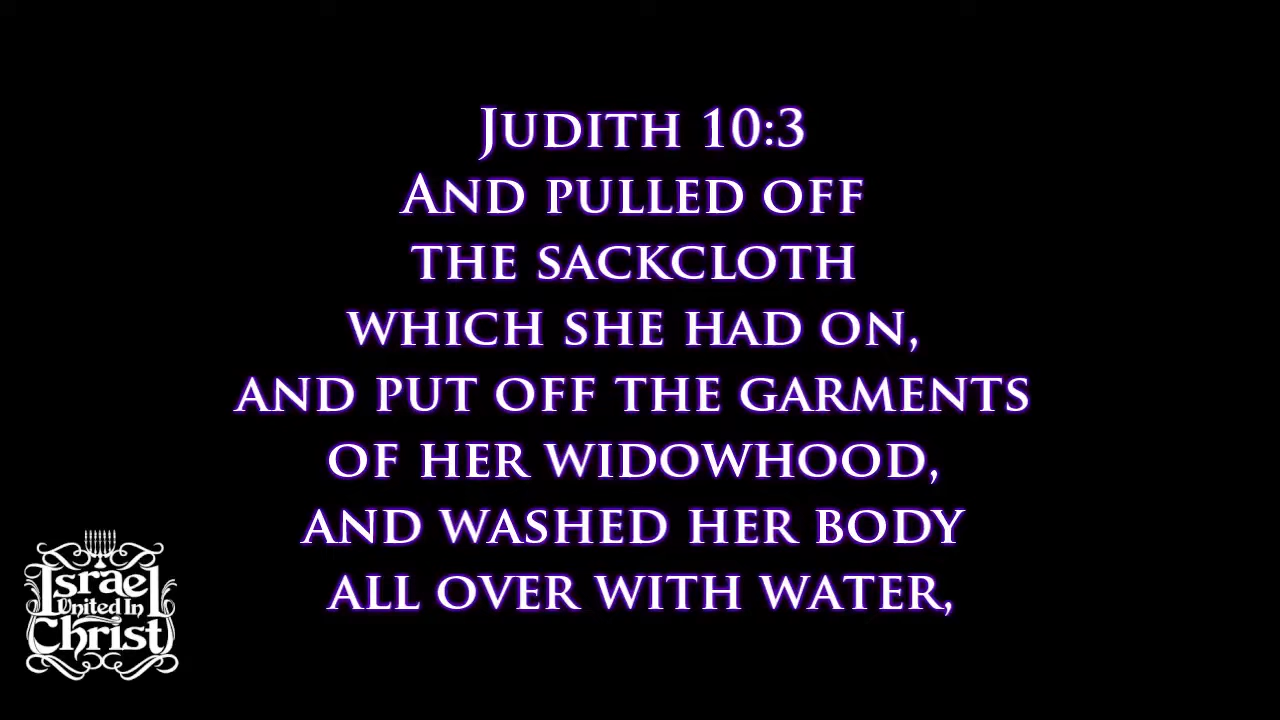 Judith 10:3
And pulled off
the sackcloth
which she had on,
and put off the garments
of her widowhood,
and washed her body
all over with water,
Israel
United In
Christ